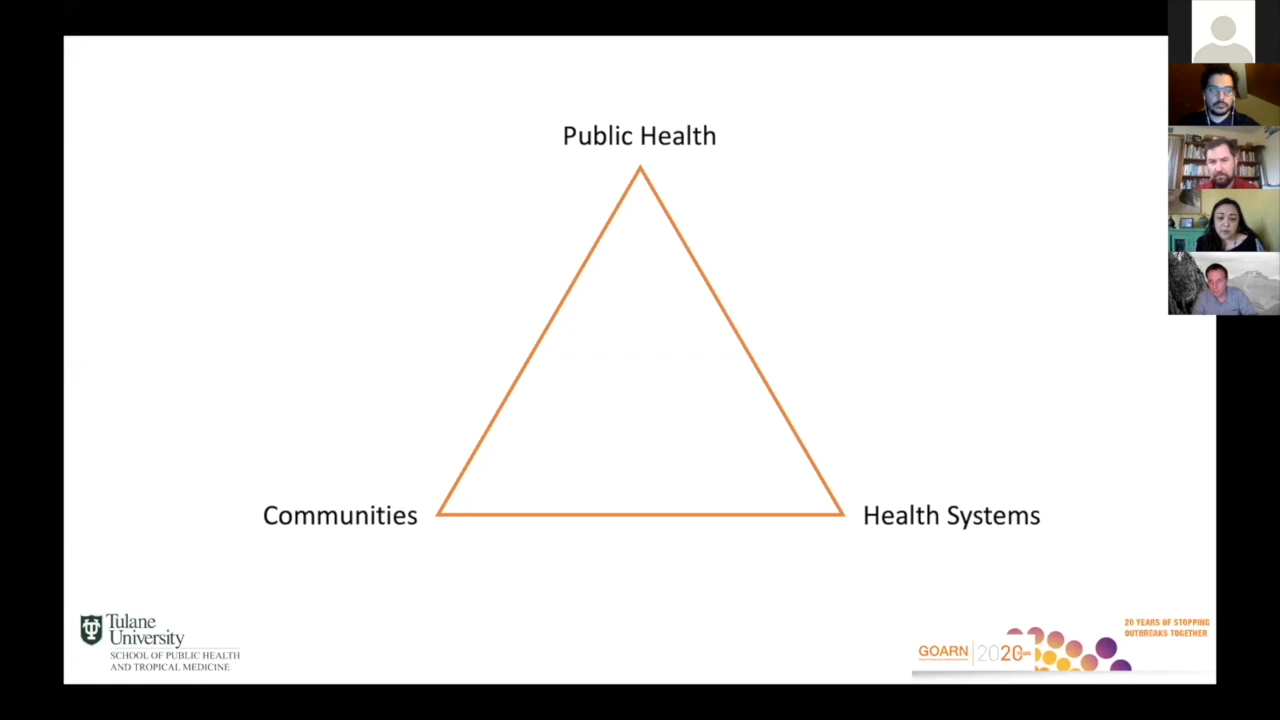 Public Health
Communities
Health Systems
Tulane
University
SCHOOL OF PUBLIC HEALTH
AND TROPICAL MEDICINE
20 YEARS OF STOPPING
OUTBREAKS TOGETHER
GOARN 2020